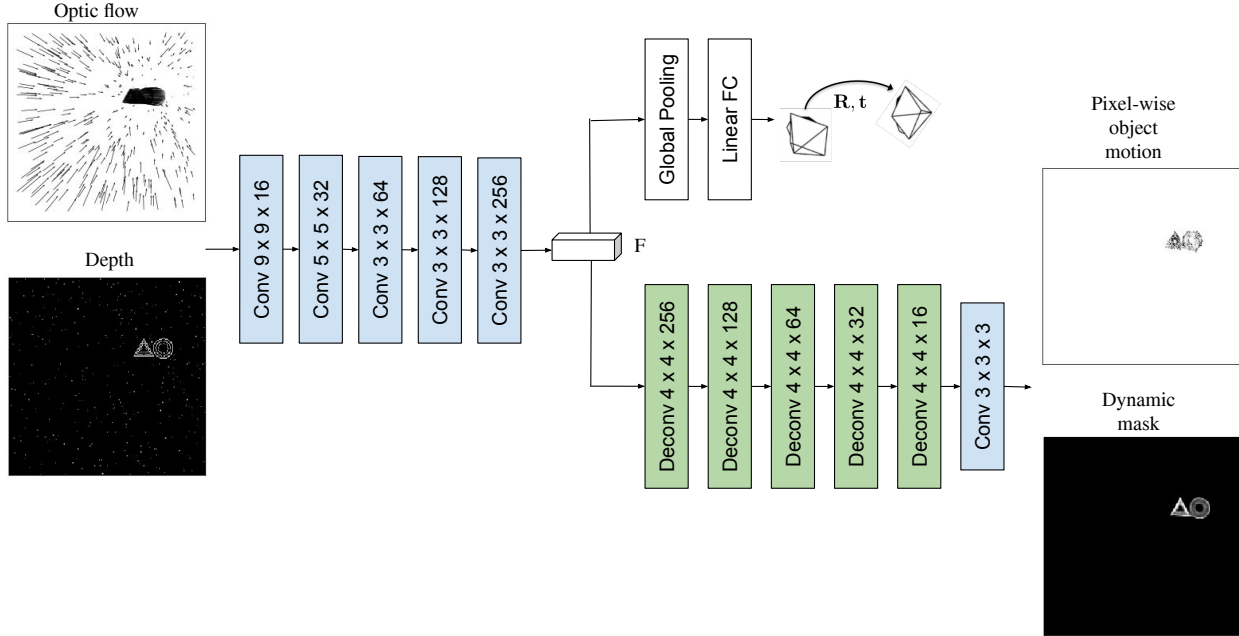 Optic flow
Depth
Conv 9 x 9 x 16
Conv 5 x 5 x 32
Conv 3 x 3 x 64
Conv 3 x 3 x 128
Conv 3 x 3 x 256
F
Global Pooling
Linear FC
R, t
Deconv 4 x 4 x 256
Deconv 4 x 4 x 128
Deconv 4 x 4 x 64
Deconv 4 x 4 x 32
Deconv 4 x 4 x 16
Conv 3 x 3 x 3
Pixel-wise
object
motion
Dynamic
mask